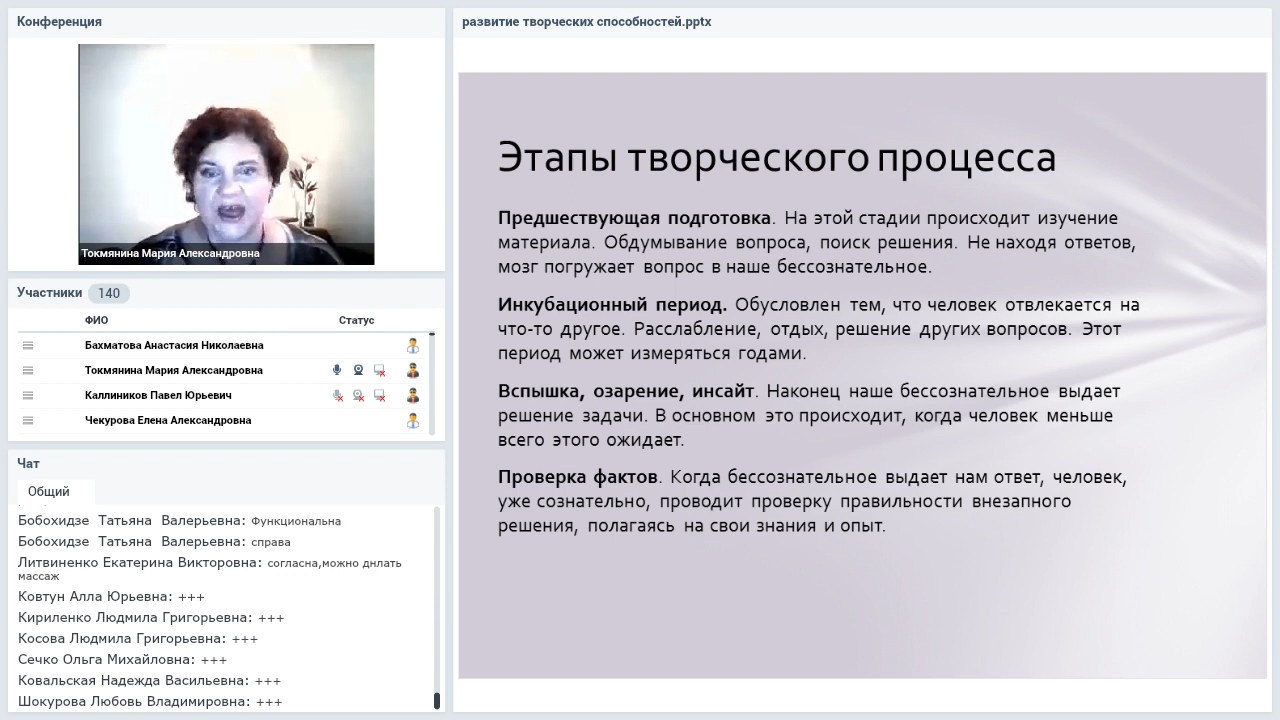 Конференция
Токмянина Мария Александровна
Участники 140
ФИО Статус
Бахматова Анастасия Николаевна
Токмянина Мария Александровна
Каллиников Павел Юрьевич
Чекурова Елена Александровна
Чат
Общий
Бобохидзе Татьяна Валерьевна: Функциональна
Бобохидзе Татьяна Валерьевна: справа
Литвиненко Екатерина Викторовна: согласна,можно днлать
массаж
Ковтун Алла Юрьевна: +++
Кириленко Людмила Григорьевна: +++
Косова Людмила Григорьевна: +++
Сечко Ольга Михайловна: +++
Ковальская Надежда Васильевна: +++
Шокурова Любовь Владимировна: +++
развитие творческих способностей.pptx
Этапы творческого процесса
Предшествующая подготовка. На этой стадии происходит изучение
материала. Обдумывание вопроса, поиск решения. Не находя ответов,
мозг погружает вопрос в наше бессознательное.
Инкубационный период. Обусловлен тем, что человек отвлекается на
что-то другое. Расслабление, отдых, решение других вопросов. Этот
период может измеряться годами.
Вспышка, озарение, инсайт. Наконец наше бессознательное выдает
решение задачи. В основном это происходит, когда человек меньше
всего этого ожидает.
Проверка фактов. Когда бессознательное выдает нам ответ, человек,
уже сознательно, проводит проверку правильности внезапного
решения, полагаясь на свои знания и опыт.